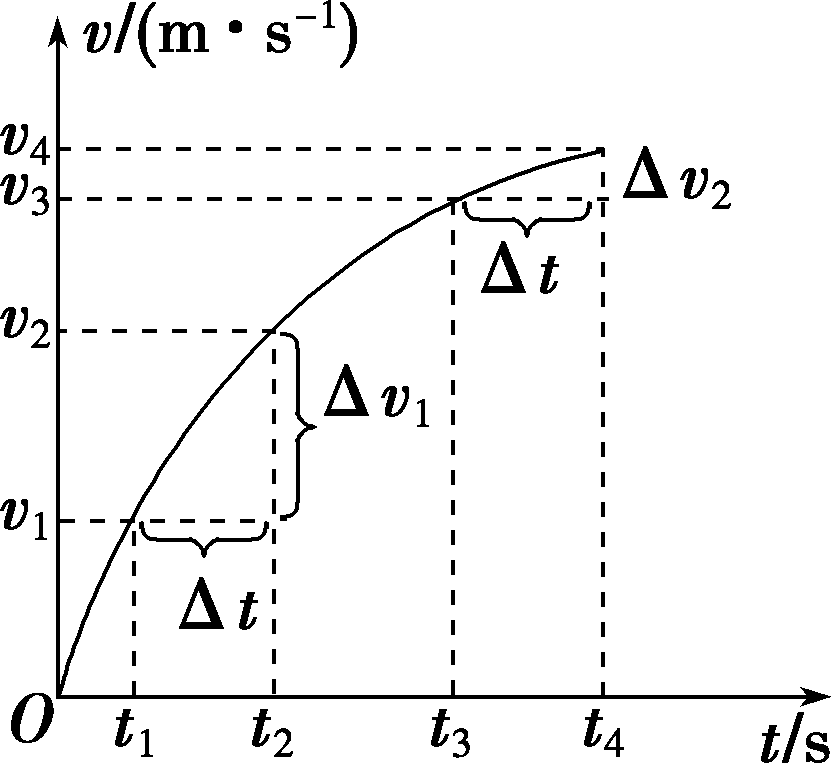 v/(m·s⁻¹)
v₄
v₃
Δv₂
Δt
v₂
Δv₁
v₁
Δt
O
t₁
t₂
t₃
t₄
t/s